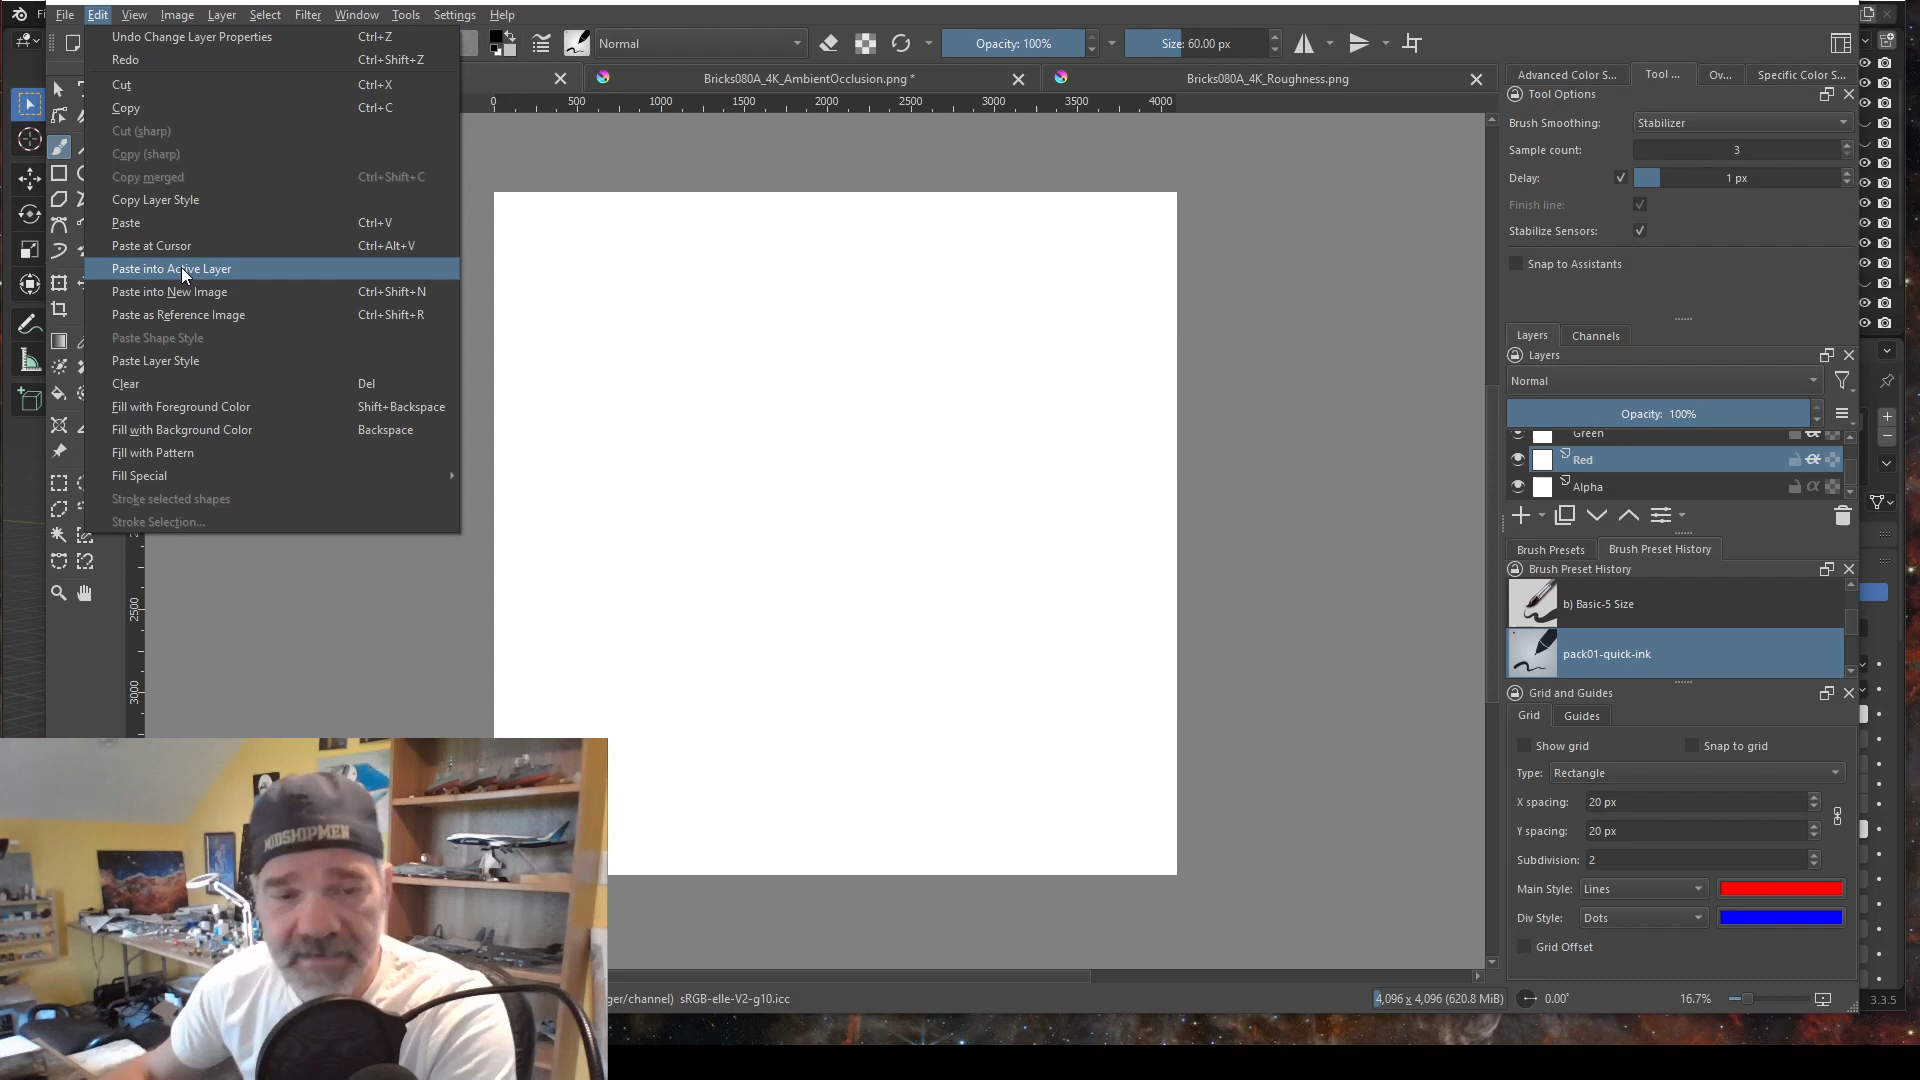 File Edit View Image Layer Select Filter Window Tools Settings Help
Undo Change Layer Properties Ctrl+Z
Redo Ctrl+Shift+Z
Cut Ctrl+X
Copy Ctrl+C
Cut (sharp)
Copy (sharp)
Copy merged Ctrl+Shift+C
Copy Layer Style
Paste Ctrl+V
Paste at Cursor Ctrl+Alt+V
Paste into Active Layer
Paste into New Image Ctrl+Shift+N
Paste as Reference Image Ctrl+Shift+R
Paste Shape Style
Paste Layer Style
Clear Del
Fill with Foreground Color Shift+Backspace
Fill with Background Color Backspace
Fill with Pattern
Fill Special
Stroke selected shapes
Stroke Selection...
Normal
Opacity: 100%
Size: 60.00 px
Bricks080A_4K_AmbientOcclusion.png *
Bricks080A_4K_Roughness.png
0 500 1000 1500 2000 2500 3000 3500 4000
2500
3000
Advanced Color S... Tool ... Ov... Specific Color S...
Tool Options
Brush Smoothing: Stabilizer
Sample count: 3
Delay: 1 px
Finish line:
Stabilize Sensors:
Snap to Assistants
Layers Channels
Layers
Normal
Opacity: 100%
Green
Red
Alpha
Brush Presets Brush Preset History
Brush Preset History
b) Basic-5 Size
pack01-quick-ink
Grid and Guides
Grid Guides
Show grid Snap to grid
Type: Rectangle
X spacing: 20 px
Y spacing: 20 px
Subdivision: 2
Main Style: Lines
Div Style: Dots
Grid Offset
ger/channel) sRGB-elle-V2-g10.icc
4,096 x 4,096 (620.8 MiB)
0.00°
16.7%
3.3.5
MIDSHIPMEN